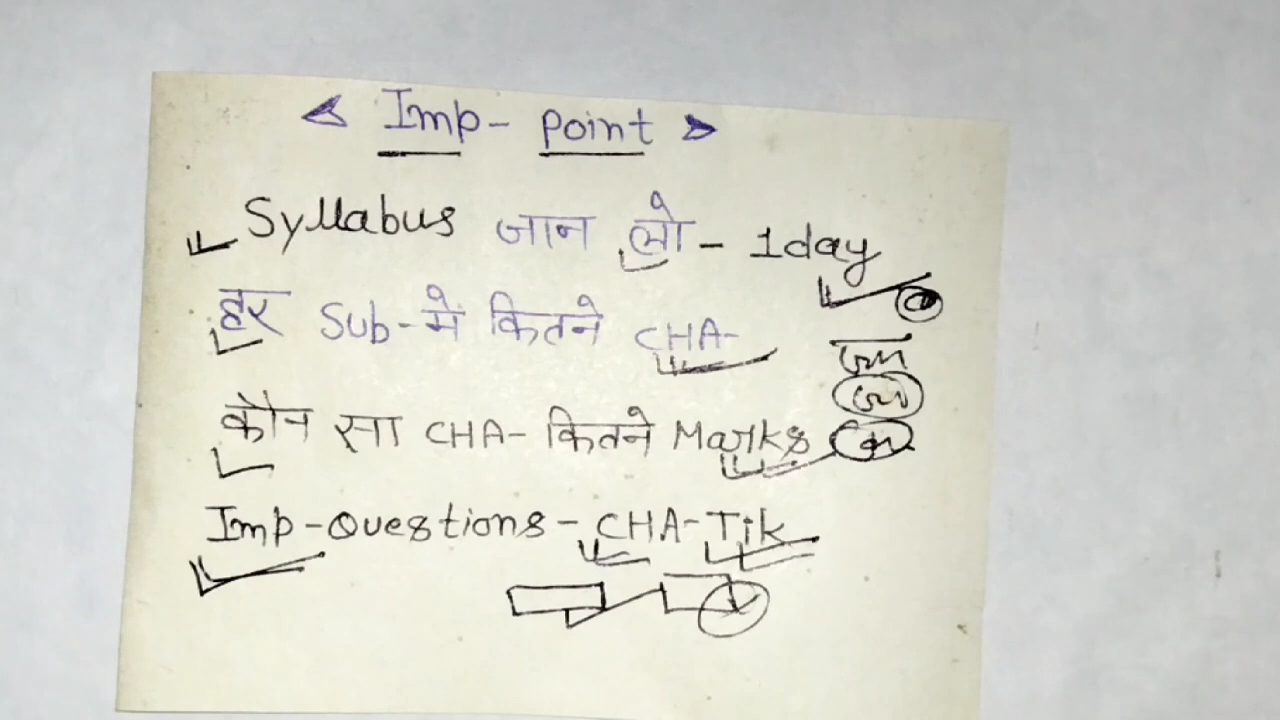 Imp- point
Syllabus जान लो - 1day
हर Sub-में कितने CHA-
कौन सा CHA- कितने Marks
Imp-Questions-CHA-Tik